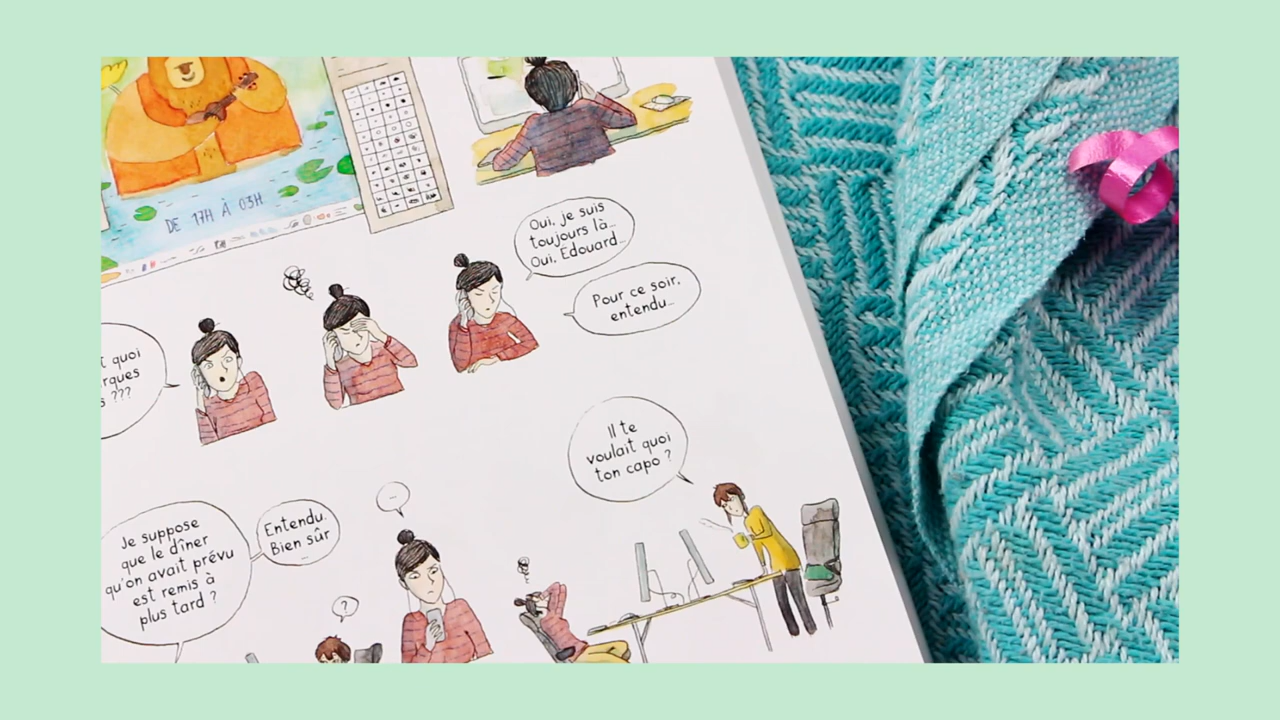 DE 17H À 03H
Oui, je suis
toujours là...
Oui, Edouard...
Pour ce soir,
entendu...
quoi
???
Il te
voulait quoi
ton capo ?
...
Je suppose
que le dîner
qu'on avait prévu
est remis à
plus tard ?
Entendu.
Bien sûr
...
?